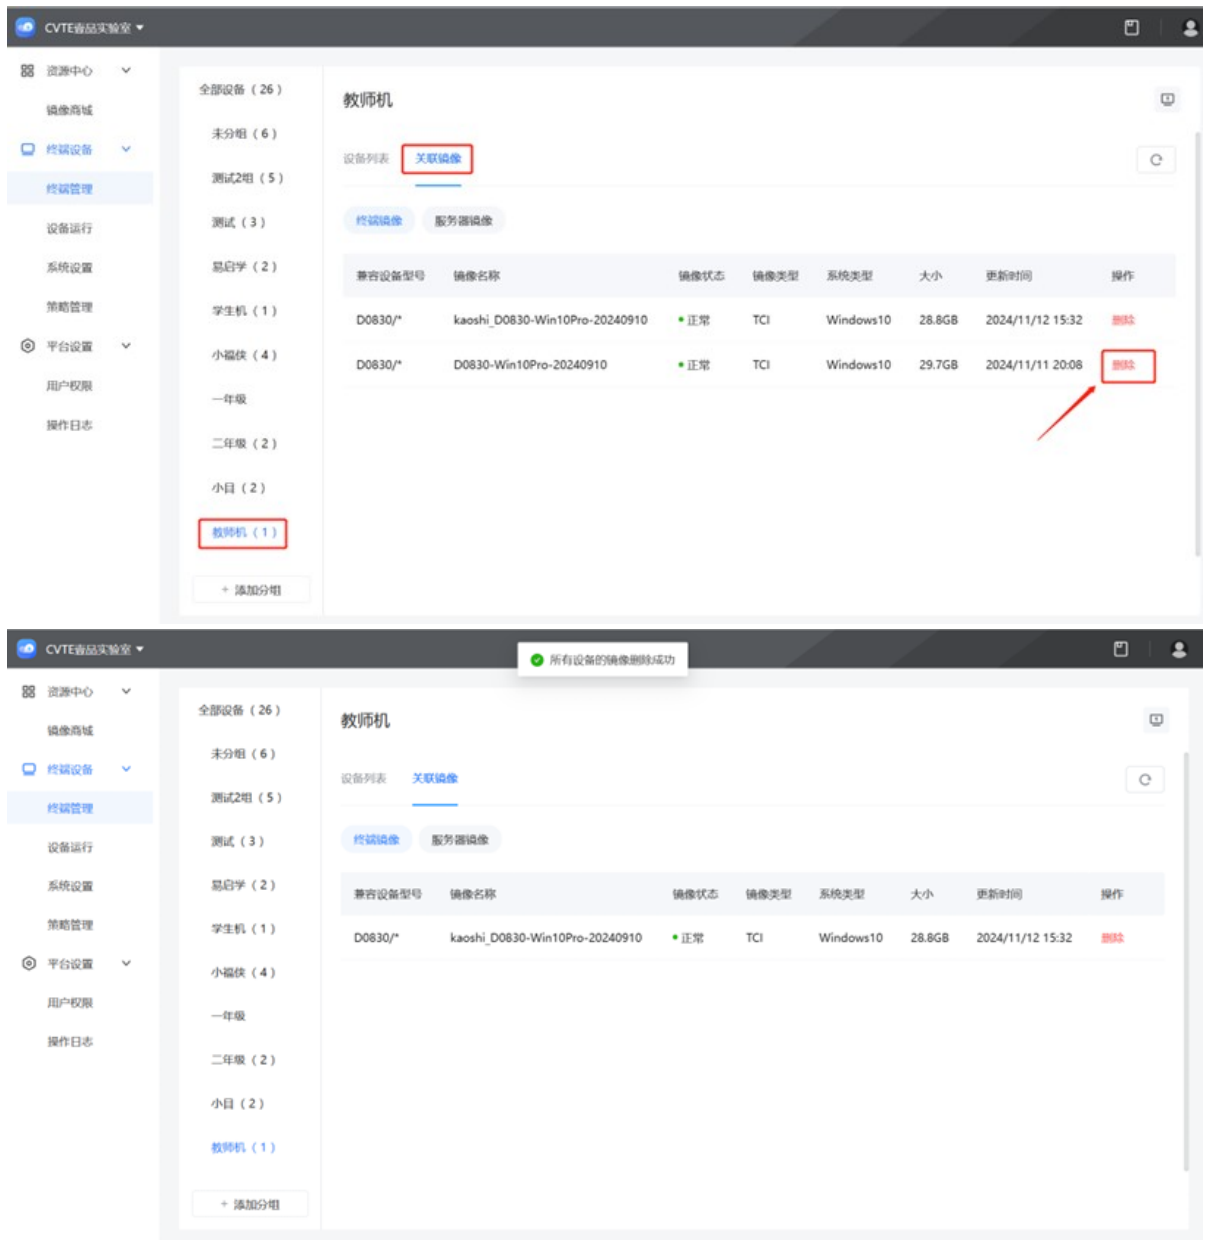 CVTE壹品实验室
资源中心
镜像商城
终端设备
终端管理
设备运行
系统设置
策略管理
平台设置
用户权限
操作日志
全部设备 ( 26 )
未分组 ( 6 )
测试2组 ( 5 )
测试 ( 3 )
易启学 ( 2 )
学生机 ( 1 )
小福侠 ( 4 )
一年级
二年级 ( 2 )
小目 ( 2 )
教师机 ( 1 )
+ 添加分组
教师机
设备列表 关联镜像
终端镜像 服务器镜像
兼容设备型号 镜像名称 镜像状态 镜像类型 系统类型 大小 更新时间 操作
D0830/* kaoshi_D0830-Win10Pro-20240910 正常 TCI Windows10 28.8GB 2024/11/12 15:32 删除
D0830/* D0830-Win10Pro-20240910 正常 TCI Windows10 29.7GB 2024/11/11 20:08 删除
CVTE壹品实验室
所有设备的镜像删除成功
资源中心
镜像商城
终端设备
终端管理
设备运行
系统设置
策略管理
平台设置
用户权限
操作日志
全部设备 ( 26 )
未分组 ( 6 )
测试2组 ( 5 )
测试 ( 3 )
易启学 ( 2 )
学生机 ( 1 )
小福侠 ( 4 )
一年级
二年级 ( 2 )
小目 ( 2 )
教师机 ( 1 )
+ 添加分组
教师机
设备列表 关联镜像
终端镜像 服务器镜像
兼容设备型号 镜像名称 镜像状态 镜像类型 系统类型 大小 更新时间 操作
D0830/* kaoshi_D0830-Win10Pro-20240910 正常 TCI Windows10 28.8GB 2024/11/12 15:32 删除